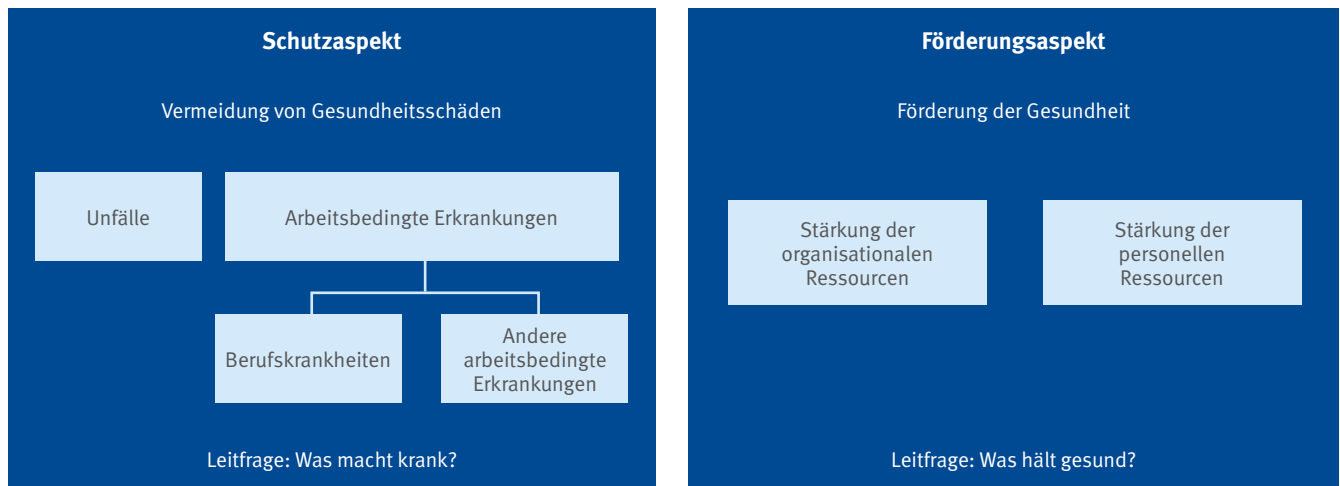 Schutzaspekt
Vermeidung von Gesundheitsschäden
Unfälle
Arbeitsbedingte Erkrankungen
Berufskrankheiten
Andere
arbeitsbedingte
Erkrankungen
Leitfrage: Was macht krank?
Förderungsaspekt
Förderung der Gesundheit
Stärkung der
organisationalen
Ressourcen
Stärkung der
personellen
Ressourcen
Leitfrage: Was hält gesund?